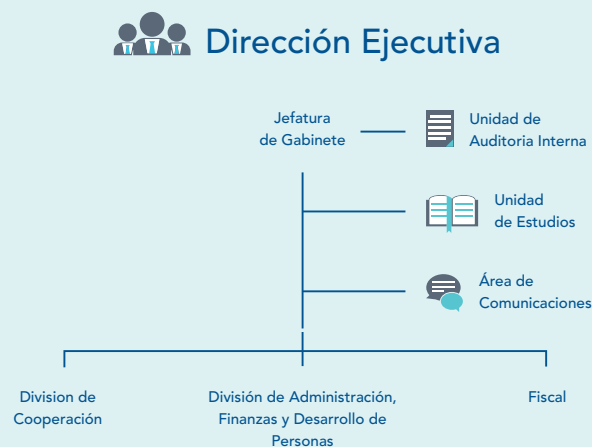 Dirección Ejecutiva
Jefatura
de Gabinete
Unidad de
Auditoria Interna
Unidad
de Estudios
Área de
Comunicaciones
Division de
Cooperación
División de Administración,
Finanzas y Desarrollo de
Personas
Fiscal